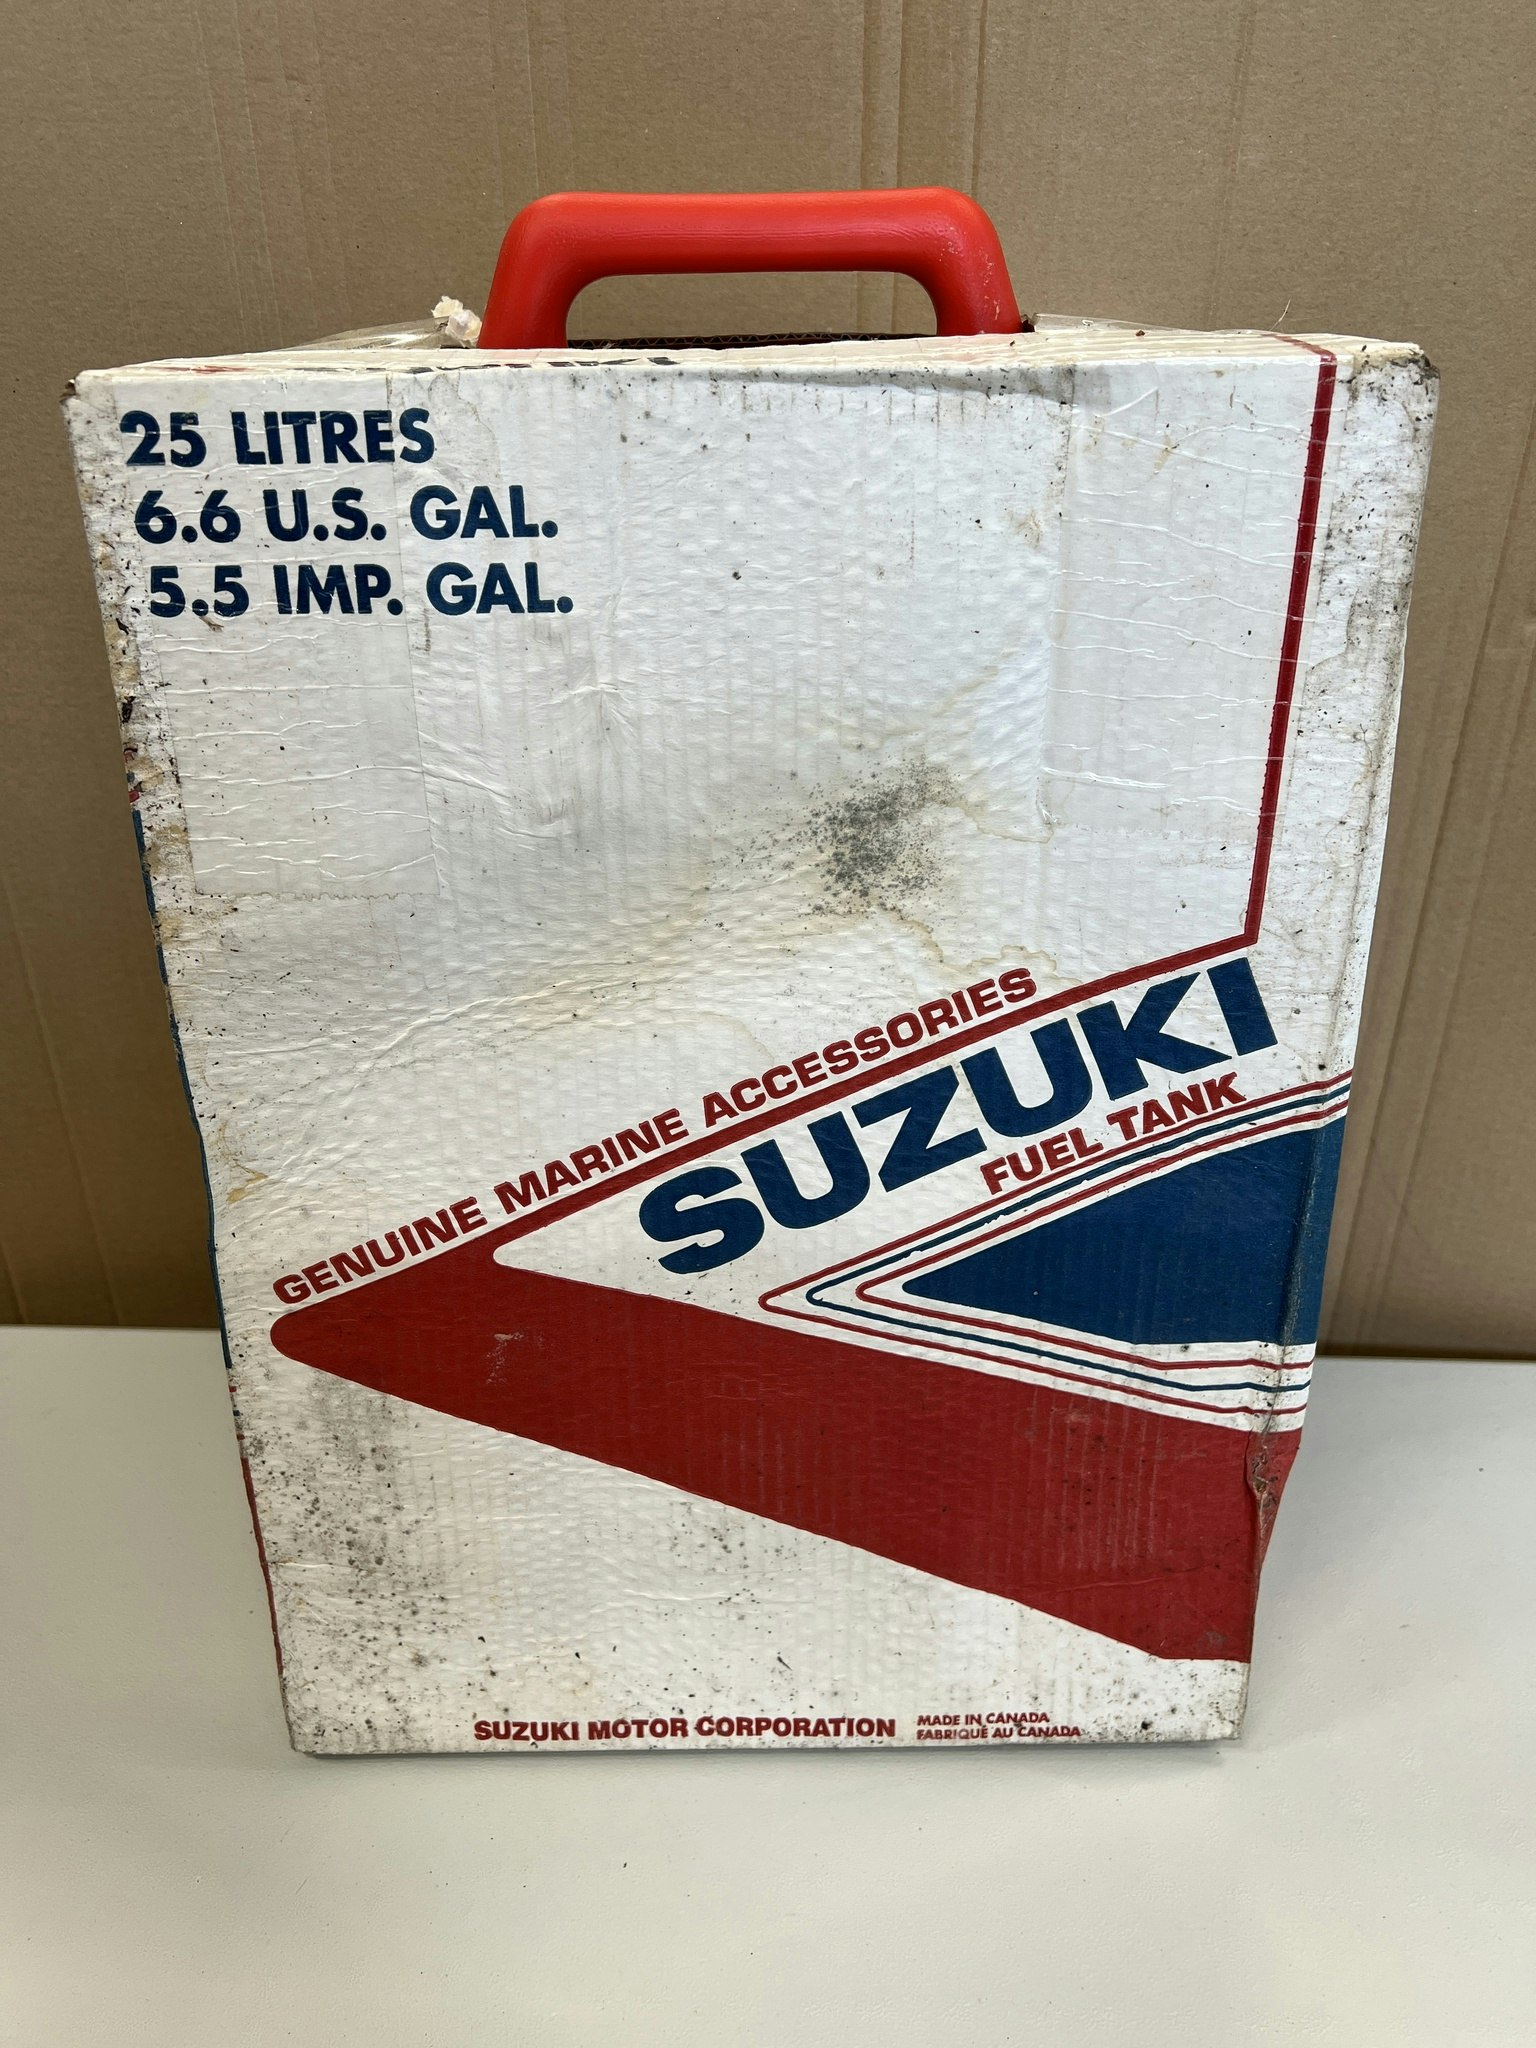 25 LITRES
6.6 U.S. GAL.
5.5 IMP. GAL.
GENUINE MARINE ACCESSORIES
SUZUKI
FUEL TANK
SUZUKI MOTOR CORPORATION
MADE IN CANADA
FABRIQUÉ AU CANADA